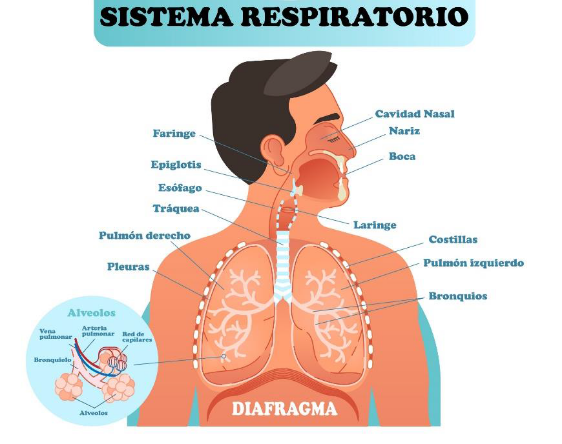 SISTEMA RESPIRATORIO
Cavidad Nasal
Faringe
Nariz
Boca
Epiglotis
Esófago
Tráquea
Laringe
Pulmón derecho
Costillas
Pleuras
Pulmón izquierdo
Bronquios
Alveolos
Vena
pulmonar
Arteria
pulmonar
Red de
capilares
Bronquiolo
Alveolos
DIAFRAGMA